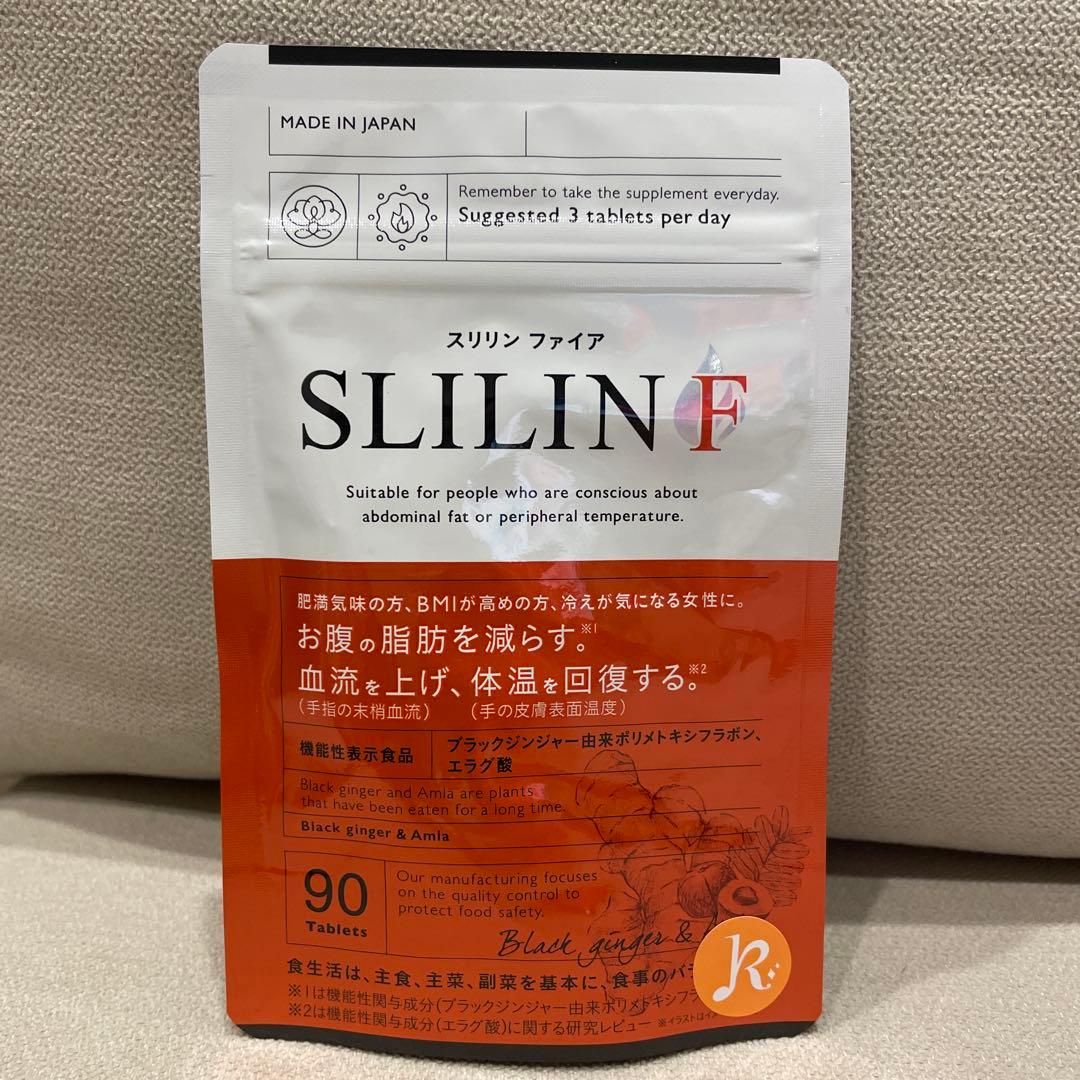 MADE IN JAPAN
Remember to take the supplement everyday.
Suggested 3 tablets per day
スリリン ファイア
SLILIN F
Suitable for people who are conscious about
abdominal fat or peripheral temperature.
肥満気味の方、BMIが高めの方、冷えが気になる女性に。
お腹の脂肪を減らす。※1
血流を上げ、体温を回復する。※2
(手指の末梢血流) (手の皮膚表面温度)
機能性表示食品
ブラックジンジャー由来ポリメトキシフラボン、
エラグ酸
Black ginger and Amla are plants
that have been eaten for a long time.
Black ginger & Amla
90
Tablets
Our manufacturing focuses
on the quality control to
protect food safety.
Black ginger &
食生活は、主食、主菜、副菜を基本に、食事のバ
※1は機能性関与成分(ブラックジンジャー由来ポリメトキシフラ
※2は機能性関与成分(エラグ酸)に関する研究レビュー ※イラストはイ
R